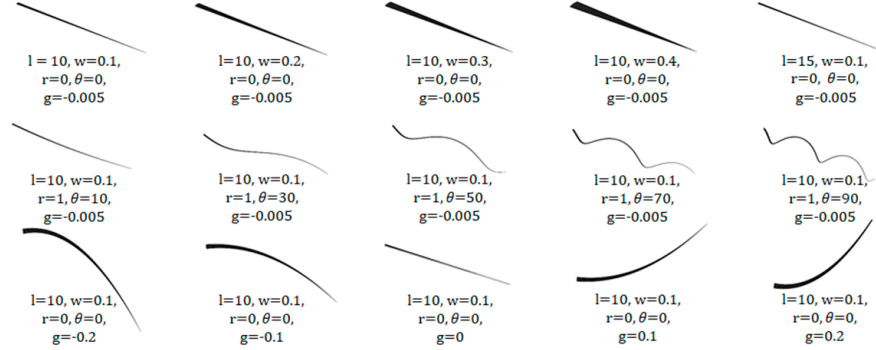 l = 10, w=0.1,
r=0,θ=0,
g=-0.005
l=10, w=0.2,
r=0,θ=0,
g=-0.005
l=10, w=0.3,
r=0,θ=0,
g=-0.005
l=10, w=0.4,
r=0,θ=0,
g=-0.005
l=15, w=0.1,
r=0, θ=0,
g=-0.005
l=10, w=0.1,
r=1,θ=10,
g=-0.005
l=10, w=0.1,
r=1,θ=30,
g=-0.005
l=10, w=0.1,
r=1,θ=50,
g=-0.005
l=10, w=0.1,
r=1,θ=70,
g=-0.005
l=10, w=0.1,
r=1,θ=90,
g=-0.005
l=10, w=0.1,
r=0,θ=0,
g=-0.2
l=10, w=0.1,
r=0,θ=0,
g=-0.1
l=10, w=0.1,
r=0,θ=0,
g=0
l=10, w=0.1,
r=0,θ=0,
g=0.1
l=10, w=0.1,
r=0,θ=0,
g=0.2